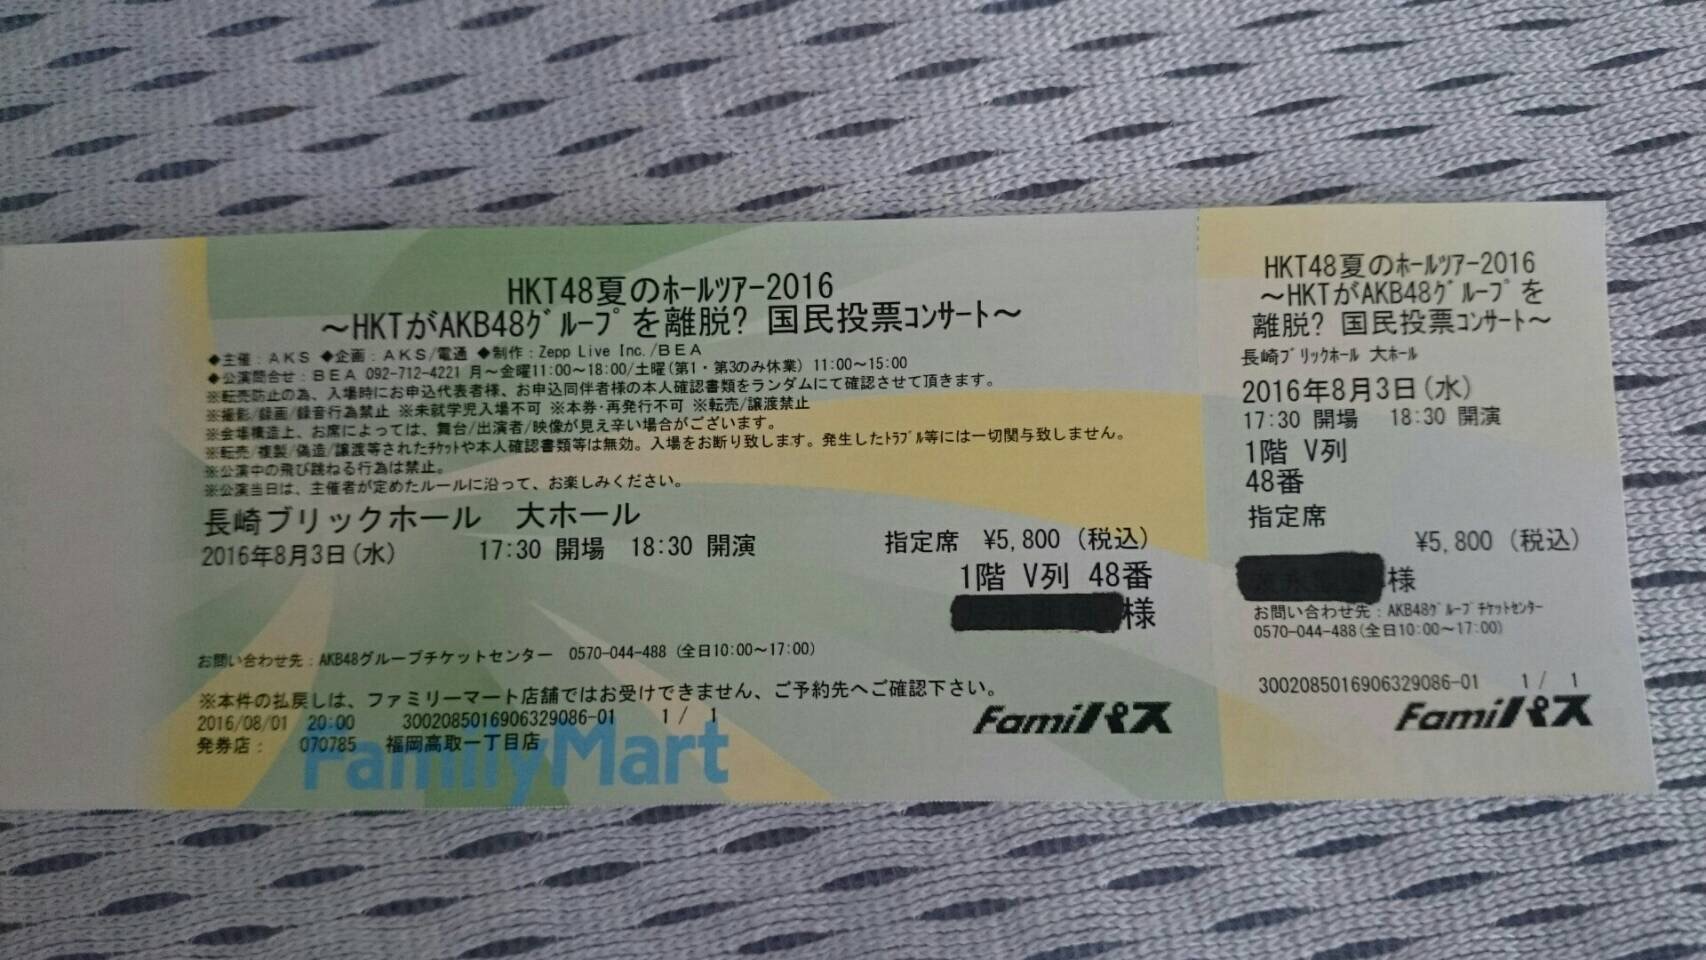 HKT48夏のﾎｰﾙﾂｱｰ2016
～HKTがAKB48ｸﾞﾙｰﾌﾟを離脱? 国民投票ｺﾝｻｰﾄ～
◆主催：ＡＫＳ ◆企画：ＡＫＳ/電通 ◆制作：Zepp Live Inc./ＢＥＡ
◆公演問合せ：ＢＥＡ 092-712-4221 月～金曜11:00～18:00/土曜(第1・第3のみ休業) 11:00～15:00
※転売防止の為、入場時にお申込代表者様、お申込同伴者様の本人確認書類をランダムにて確認させて頂きます。
※撮影/録画/録音行為禁止 ※未就学児入場不可 ※本券・再発行不可 ※転売/譲渡禁止
※会場構造上、お席によっては、舞台/出演者/映像が見え辛い場合がございます。
※転売/複製/偽造/譲渡等されたﾁｹｯﾄや本人確認書類等は無効。入場をお断り致します。発生したﾄﾗﾌﾞﾙ等には一切関与致しません。
※公演中の飛び跳ねる行為は禁止。
※公演当日は、主催者が定めたルールに沿って、お楽しみください。
長崎ブリックホール　大ホール
2016年8月3日(水)　17:30 開場　18:30 開演
指定席　¥5,800 (税込)
1階 V列 48番
様
お問い合わせ先：AKB48グループチケットセンター　0570-044-488 (全日10:00～17:00)
※本件の払戻しは、ファミリーマート店舗ではお受けできません、ご予約先へご確認下さい。
2016/08/01　20:00　3002085016906329086-01　1 /　1
発券店：　070785　福岡高取一丁目店
FamilyMart
Famiパス
HKT48夏のﾎｰﾙﾂｱｰ2016
～HKTがAKB48ｸﾞﾙｰﾌﾟを
離脱? 国民投票ｺﾝｻｰﾄ～
長崎ﾌﾞﾘｯｸﾎｰﾙ 大ﾎｰﾙ
2016年8月3日(水)
17:30 開場　18:30 開演
1階 V列
48番
指定席
¥5,800 (税込)
様
お問い合わせ先：AKB48ｸﾞﾙｰﾌﾟﾁｹｯﾄｾﾝﾀｰ
0570-044-488(全日10:00～17:00)
3002085016906329086-01　1 /　1
Famiパス